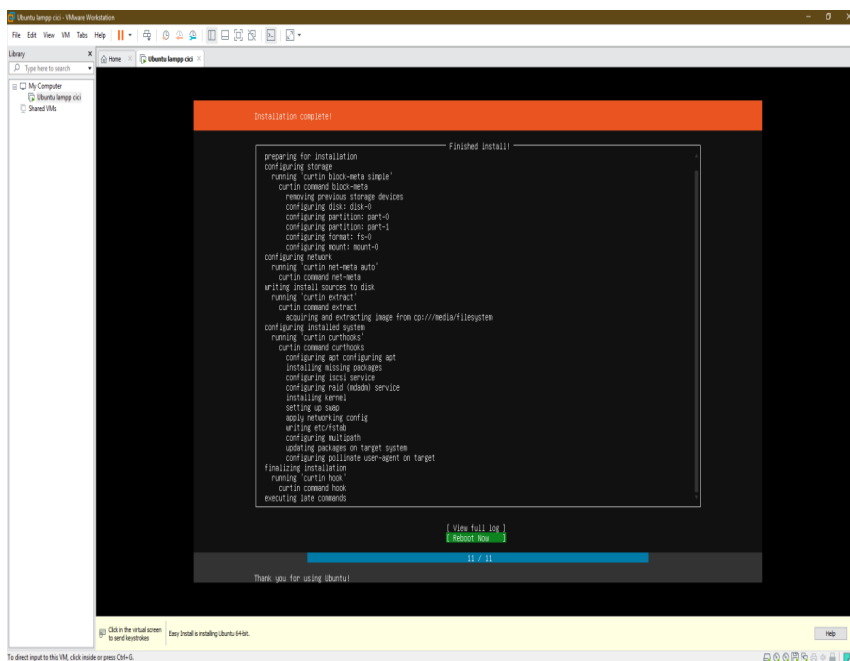 Ubuntu lampp cici - VMware Workstation
File Edit View VM Tabs Help
Library X
Type here to search
Home X Ubuntu lampp cici X
My Computer
Ubuntu lampp cici
Shared VMs
Installation complete!
Finished install!
preparing for installation
configuring storage
running 'curtin block-meta simple'
curtin command block-meta
removing previous storage devices
configuring disk: disk-0
configuring partition: part-0
configuring partition: part-1
configuring format: fs-0
configuring mount: mount-0
configuring network
running 'curtin net-meta auto'
curtin command net-meta
writing install sources to disk
running 'curtin extract'
curtin command extract
acquiring and extracting image from cp:///media/filesystem
configuring installed system
running 'curtin curthooks'
curtin command curthooks
configuring apt configuring apt
installing missing packages
configuring iscsi service
configuring raid (mdadm) service
installing kernel
setting up swap
apply networking config
writing etc/fstab
configuring multipath
updating packages on target system
configuring pollinate user-agent on target
finalizing installation
running 'curtin hook'
curtin command hook
executing late commands
[ View full log ]
[ Reboot Now ]
11 / 11
Thank you for using Ubuntu!
Click in the virtual screen
to send keystrokes
Easy Install is installing Ubuntu 64-bit.
Help
To direct input to this VM, click inside or press Ctrl+G.